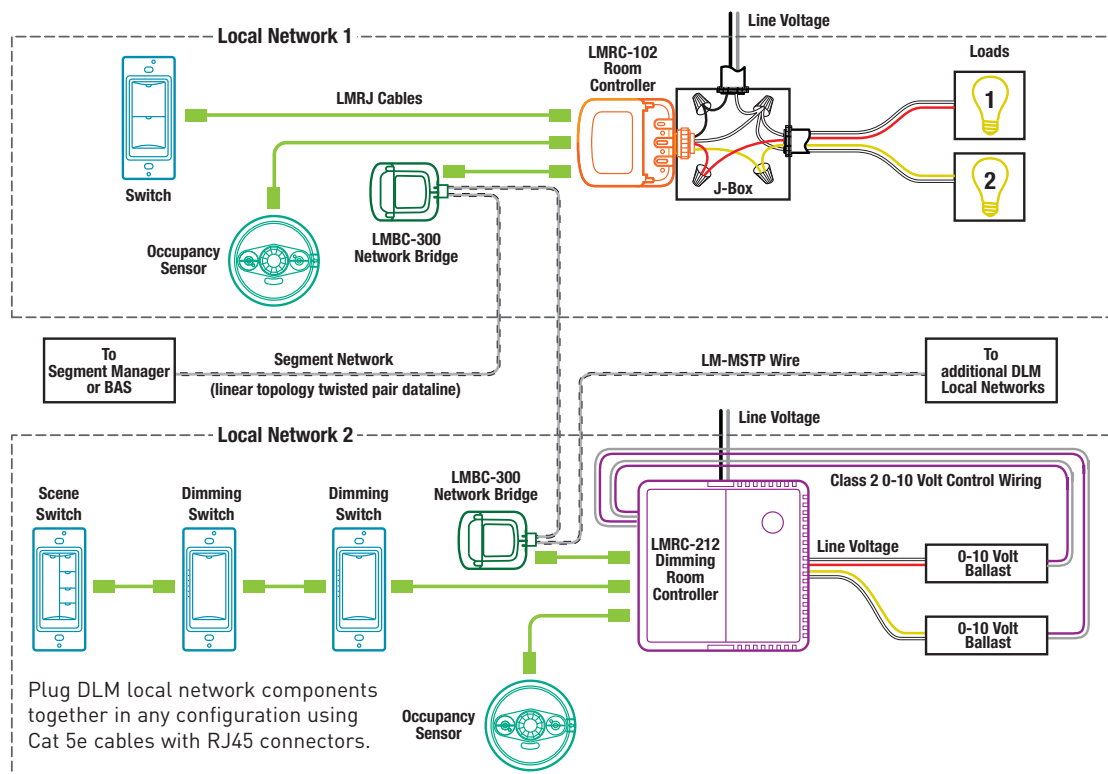 Line Voltage
Local Network 1
LMRC-102
Room
Controller
Loads
LMRJ Cables
1
Switch
J-Box
2
Occupancy
Sensor
LMBC-300
Network Bridge
To
Segment Manager
or BAS
Segment Network
(linear topology twisted pair dataline)
LM-MSTP Wire
To
additional DLM
Local Networks
Line Voltage
Local Network 2
Scene
Switch
Dimming
Switch
Dimming
Switch
LMBC-300
Network Bridge
Class 2 0-10 Volt Control Wiring
LMRC-212
Dimming
Room
Controller
Line Voltage
0-10 Volt
Ballast
0-10 Volt
Ballast
Plug DLM local network components
together in any configuration using
Cat 5e cables with RJ45 connectors.
Occupancy
Sensor